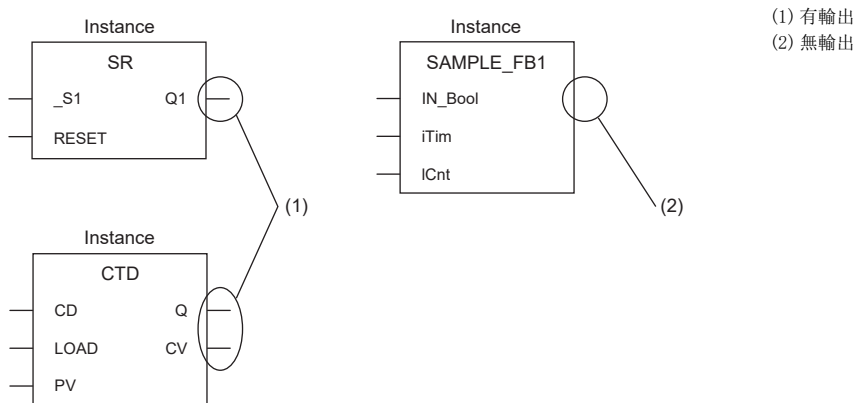 Instance
SR
_S1 Q1
RESET
(1)
Instance
CTD
CD Q
LOAD CV
PV
Instance
SAMPLE_FB1
IN_Bool
iTim
lCnt
(2)
(1) 有輸出
(2) 無輸出